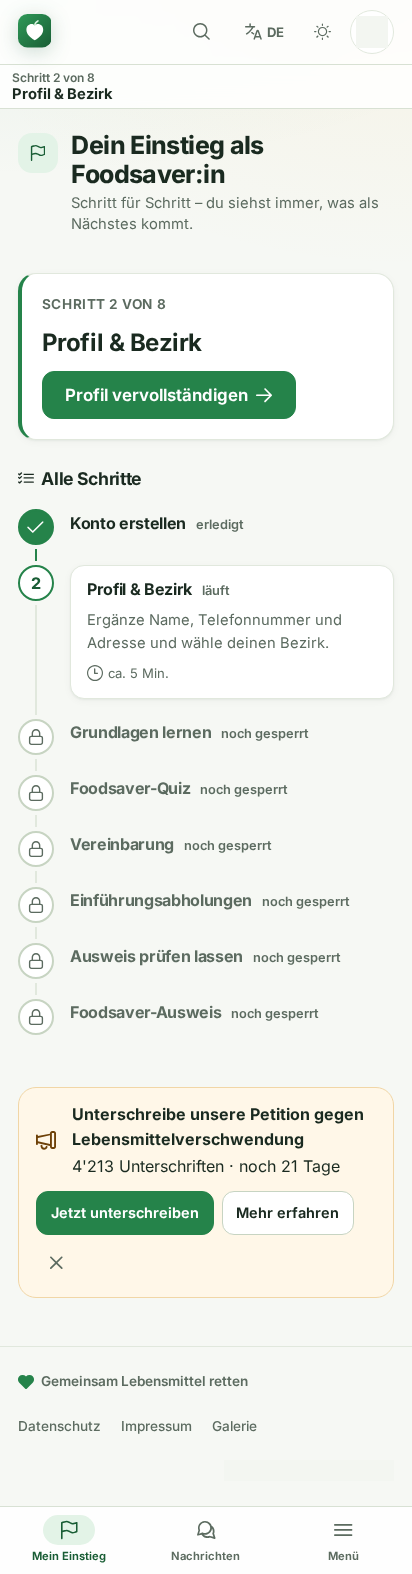 DE
Schritt 2 von 8
Profil & Bezirk
Dein Einstieg als
Foodsaver:in
Schritt für Schritt – du siehst immer, was als
Nächstes kommt.
SCHRITT 2 VON 8
Profil & Bezirk
Profil vervollständigen
Alle Schritte
Konto erstellen erledigt
2
Profil & Bezirk läuft
Ergänze Name, Telefonnummer und
Adresse und wähle deinen Bezirk.
ca. 5 Min.
Grundlagen lernen noch gesperrt
Foodsaver-Quiz noch gesperrt
Vereinbarung noch gesperrt
Einführungsabholungen noch gesperrt
Ausweis prüfen lassen noch gesperrt
Foodsaver-Ausweis noch gesperrt
Unterschreibe unsere Petition gegen
Lebensmittelverschwendung
4'213 Unterschriften · noch 21 Tage
Jetzt unterschreiben Mehr erfahren
Gemeinsam Lebensmittel retten
Datenschutz Impressum Galerie
Mein Einstieg Nachrichten Menü